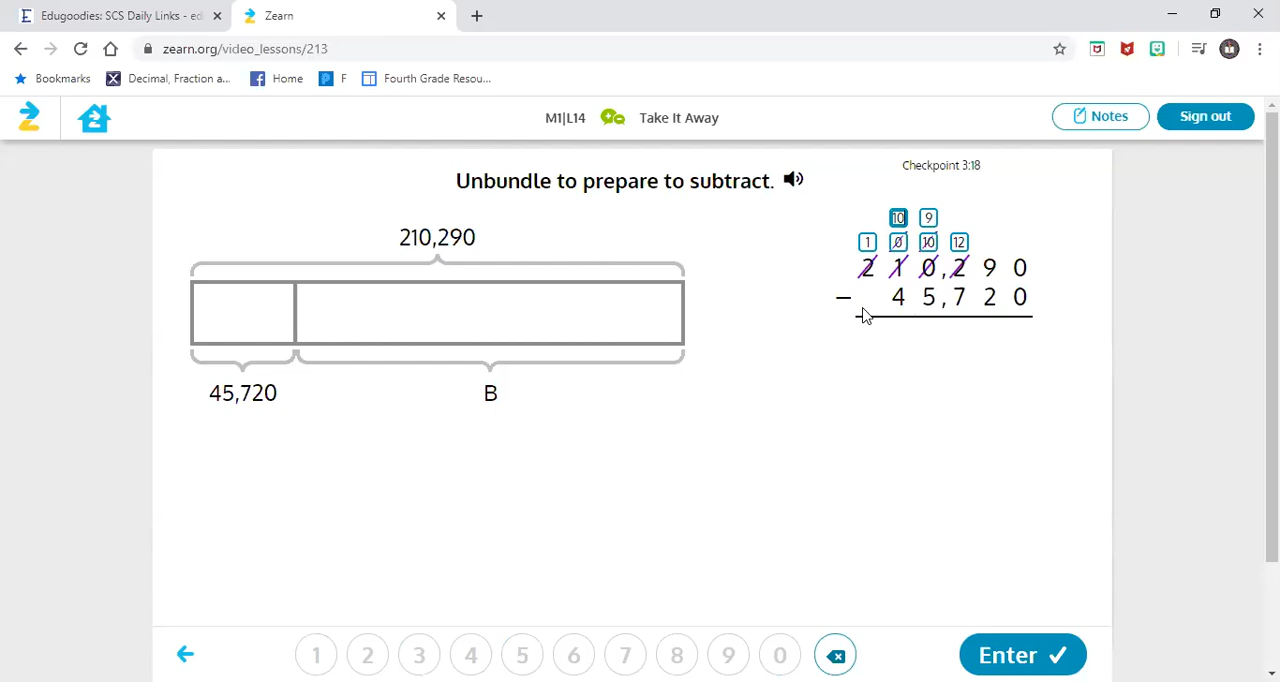 Edugoodies: SCS Daily Links - ed
Zearn
zearn.org/video_lessons/213
Bookmarks
Decimal, Fraction a...
Home
F
Fourth Grade Resou...
M1|L14
Take It Away
Notes
Sign out
Checkpoint 3:18
Unbundle to prepare to subtract.
210,290
45,720
B
10 9
1 0 10 12
2 1 0 , 2 9 0
− 4 5 , 7 2 0
1 2 3 4 5 6 7 8 9 0
Enter ✓